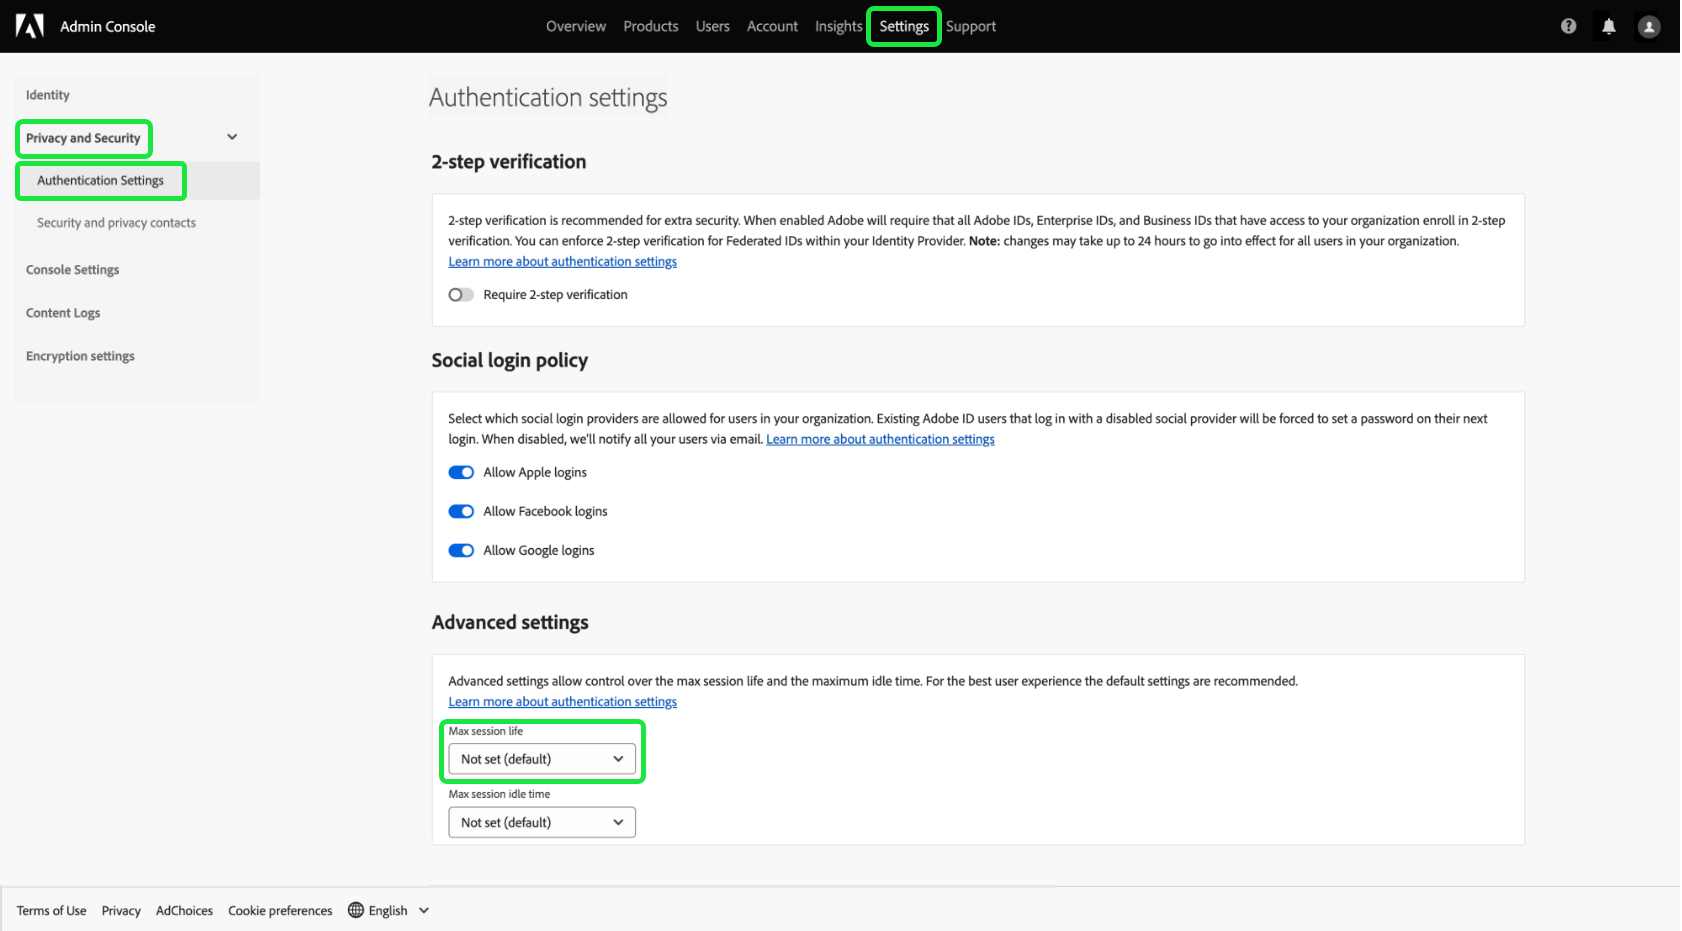 Admin Console
Overview Products Users Account Insights Settings Support
Identity
Privacy and Security
Authentication Settings
Security and privacy contacts
Console Settings
Content Logs
Encryption settings
Authentication settings
2-step verification
2-step verification is recommended for extra security. When enabled Adobe will require that all Adobe IDs, Enterprise IDs, and Business IDs that have access to your organization enroll in 2-step
verification. You can enforce 2-step verification for Federated IDs within your Identity Provider. Note: changes may take up to 24 hours to go into effect for all users in your organization.
Learn more about authentication settings
Require 2-step verification
Social login policy
Select which social login providers are allowed for users in your organization. Existing Adobe ID users that log in with a disabled social provider will be forced to set a password on their next
login. When disabled, we'll notify all your users via email. Learn more about authentication settings
Allow Apple logins
Allow Facebook logins
Allow Google logins
Advanced settings
Advanced settings allow control over the max session life and the maximum idle time. For the best user experience the default settings are recommended.
Learn more about authentication settings
Max session life
Not set (default)
Max session idle time
Not set (default)
Terms of Use Privacy AdChoices Cookie preferences English